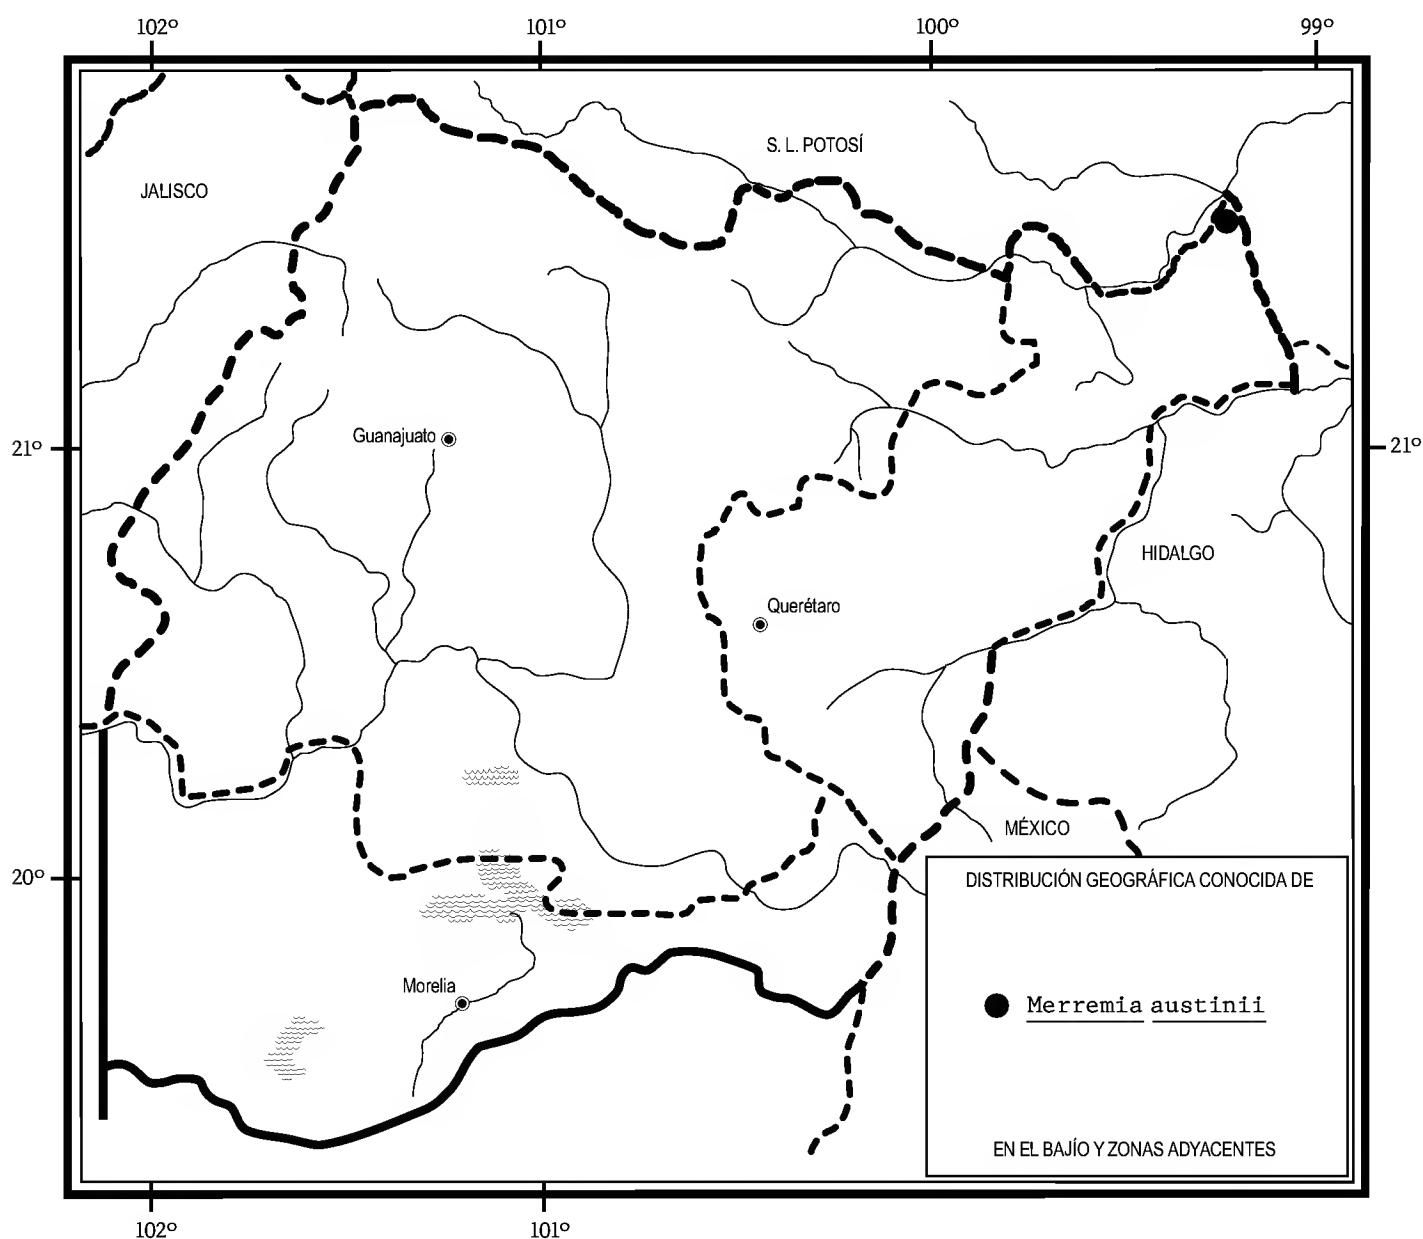 102º 101º 100º 99º
S. L. POTOSÍ
JALISCO
Guanajuato
21º 21º
HIDALGO
Querétaro
MÉXICO
20º
DISTRIBUCIÓN GEOGRÁFICA CONOCIDA DE
Morelia
Merremia austinii
EN EL BAJÍO Y ZONAS ADYACENTES
102º 101º